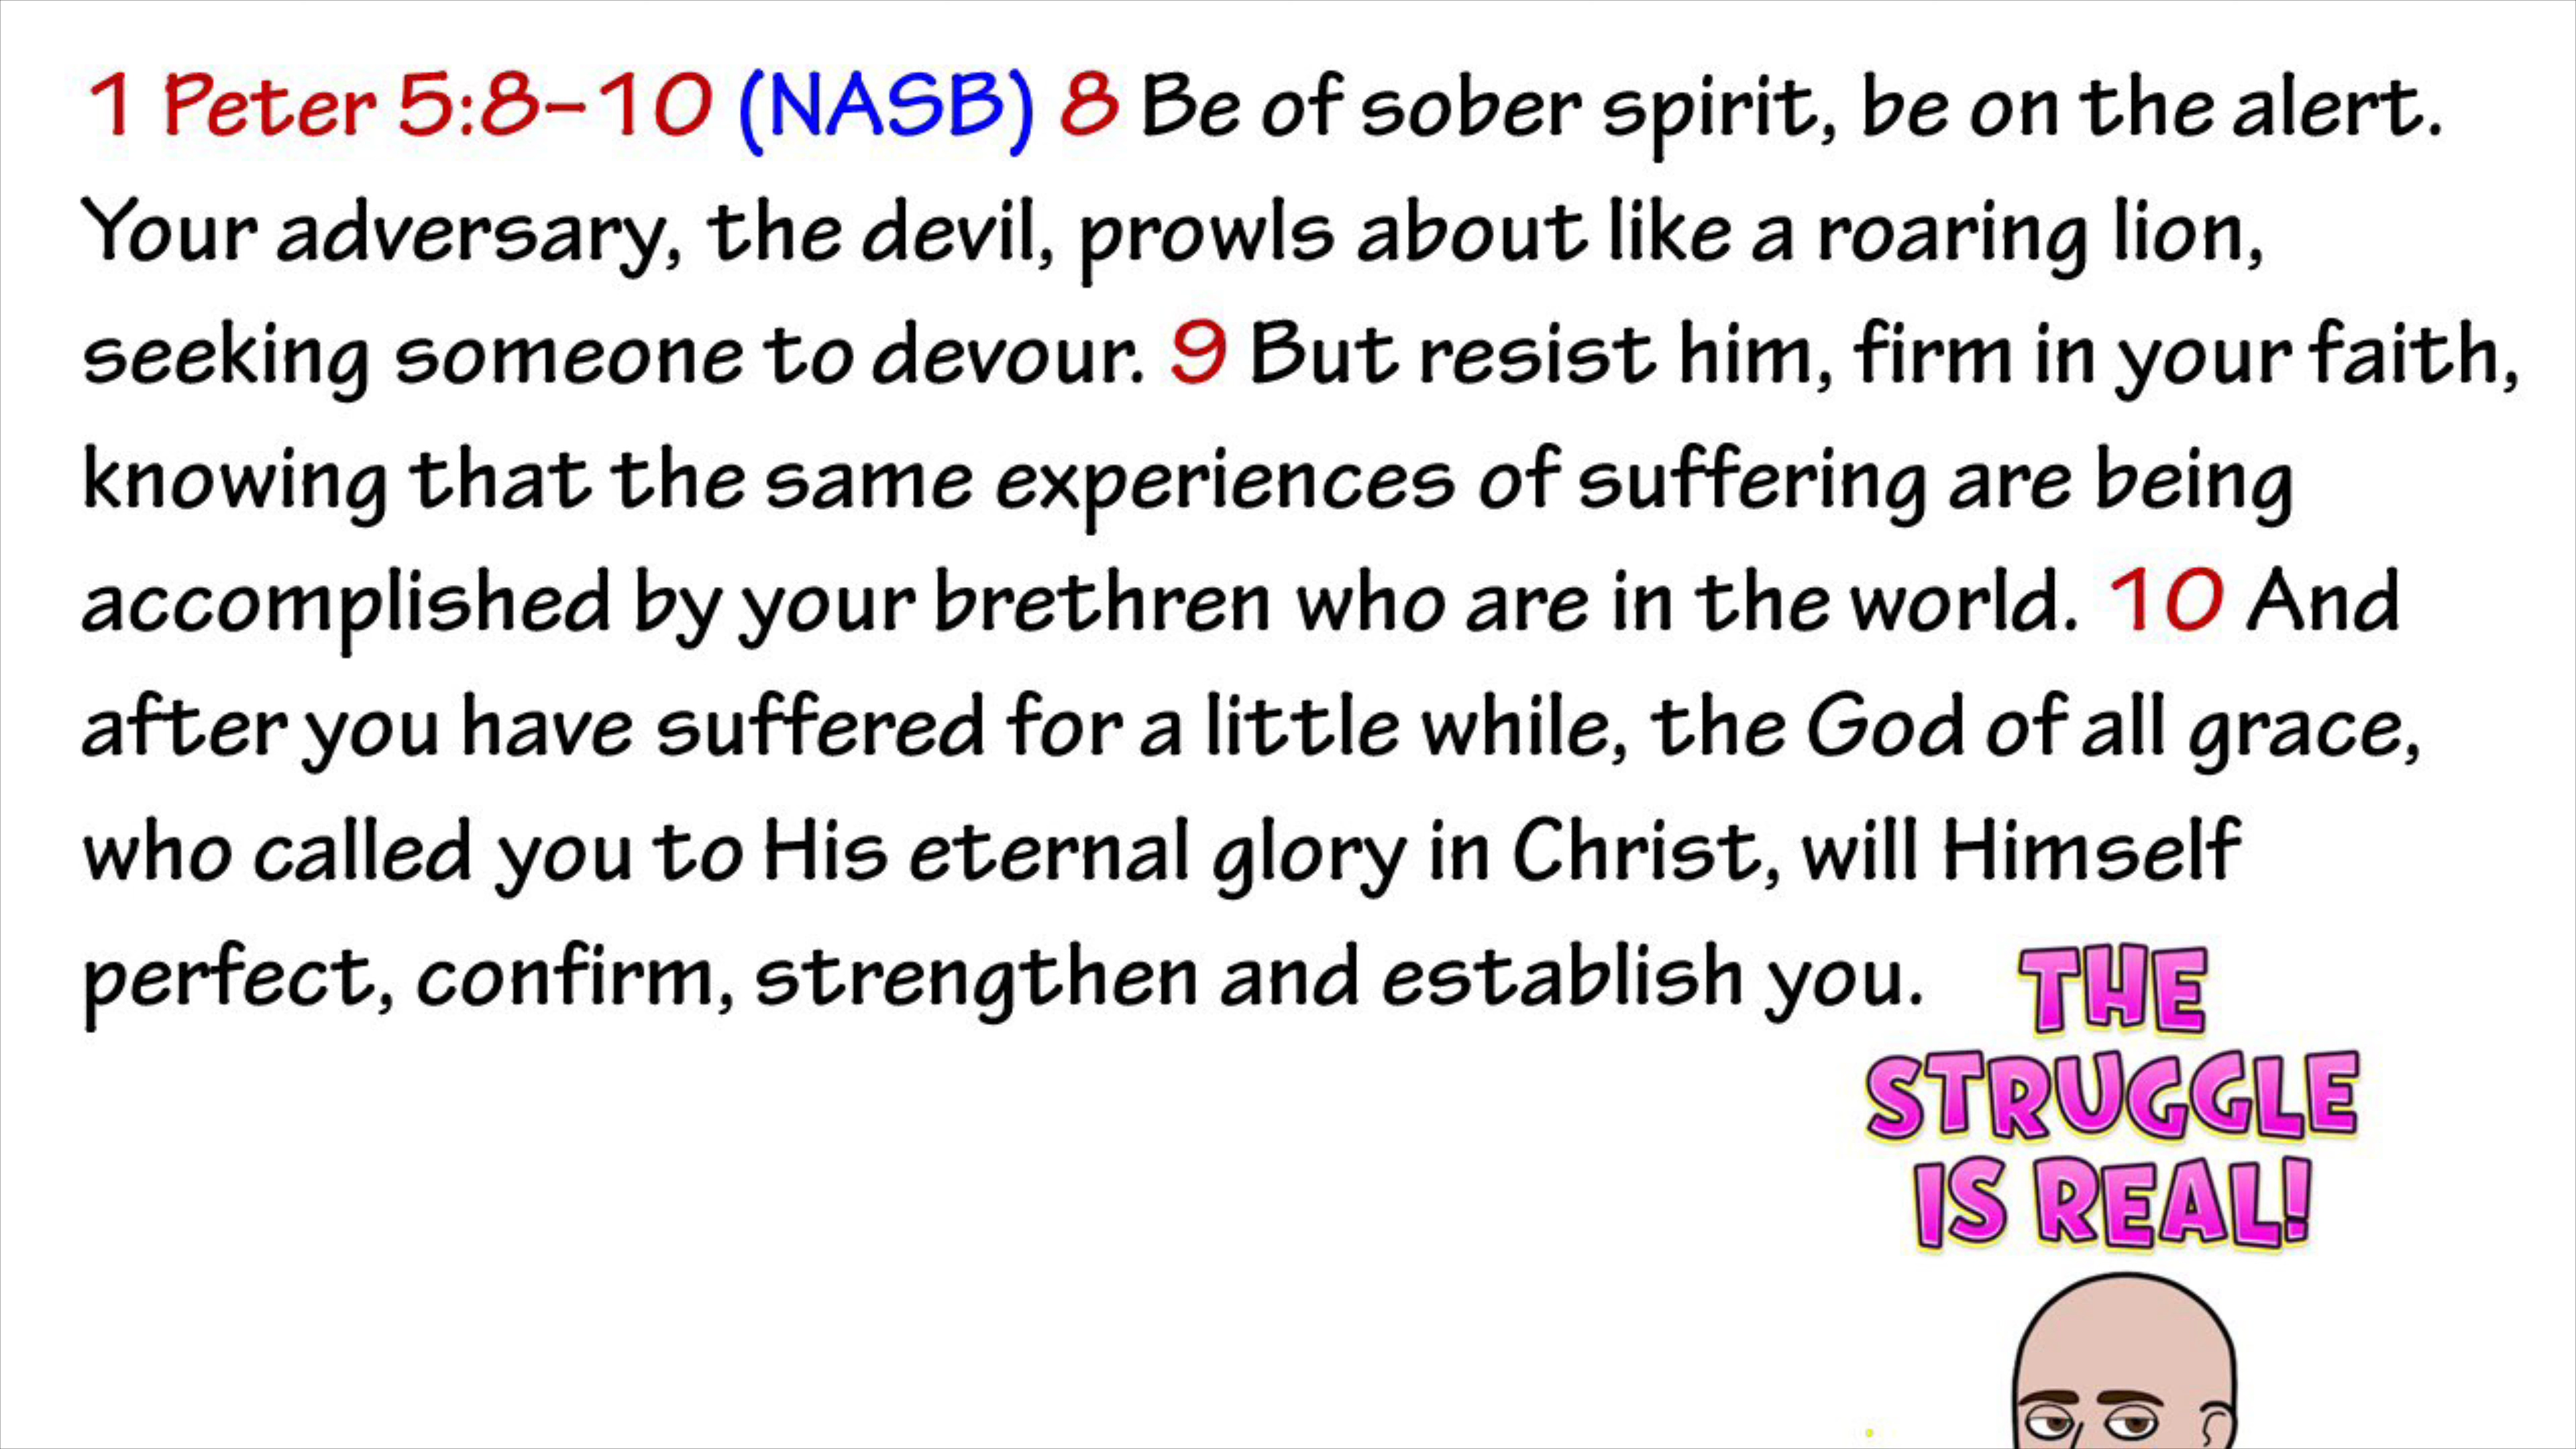 1 Peter 5:8–10 (NASB) 8 Be of sober spirit, be on the alert.
Your adversary, the devil, prowls about like a roaring lion,
seeking someone to devour. 9 But resist him, firm in your faith,
knowing that the same experiences of suffering are being
accomplished by your brethren who are in the world. 10 And
after you have suffered for a little while, the God of all grace,
who called you to His eternal glory in Christ, will Himself
perfect, confirm, strengthen and establish you.
THE
STRUGGLE
IS REAL!